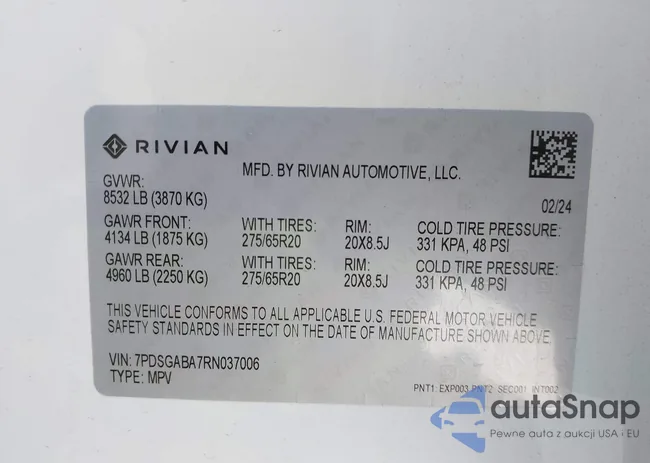 RIVIAN
MFD. BY RIVIAN AUTOMOTIVE, LLC.
02/24
GVWR:
8532 LB (3870 KG)
GAWR FRONT: WITH TIRES: RIM: COLD TIRE PRESSURE:
4134 LB (1875 KG) 275/65R20 20X8.5J 331 KPA, 48 PSI
GAWR REAR: WITH TIRES: RIM: COLD TIRE PRESSURE:
4960 LB (2250 KG) 275/65R20 20X8.5J 331 KPA, 48 PSI
THIS VEHICLE CONFORMS TO ALL APPLICABLE U.S. FEDERAL MOTOR VEHICLE
SAFETY STANDARDS IN EFFECT ON THE DATE OF MANUFACTURE SHOWN ABOVE
VIN: 7PDSGABA7RN037006
TYPE: MPV
PNT1_EXP003 PNT2_SEC001 INT002
autoSnap
Pewne auta z aukcji USA i EU